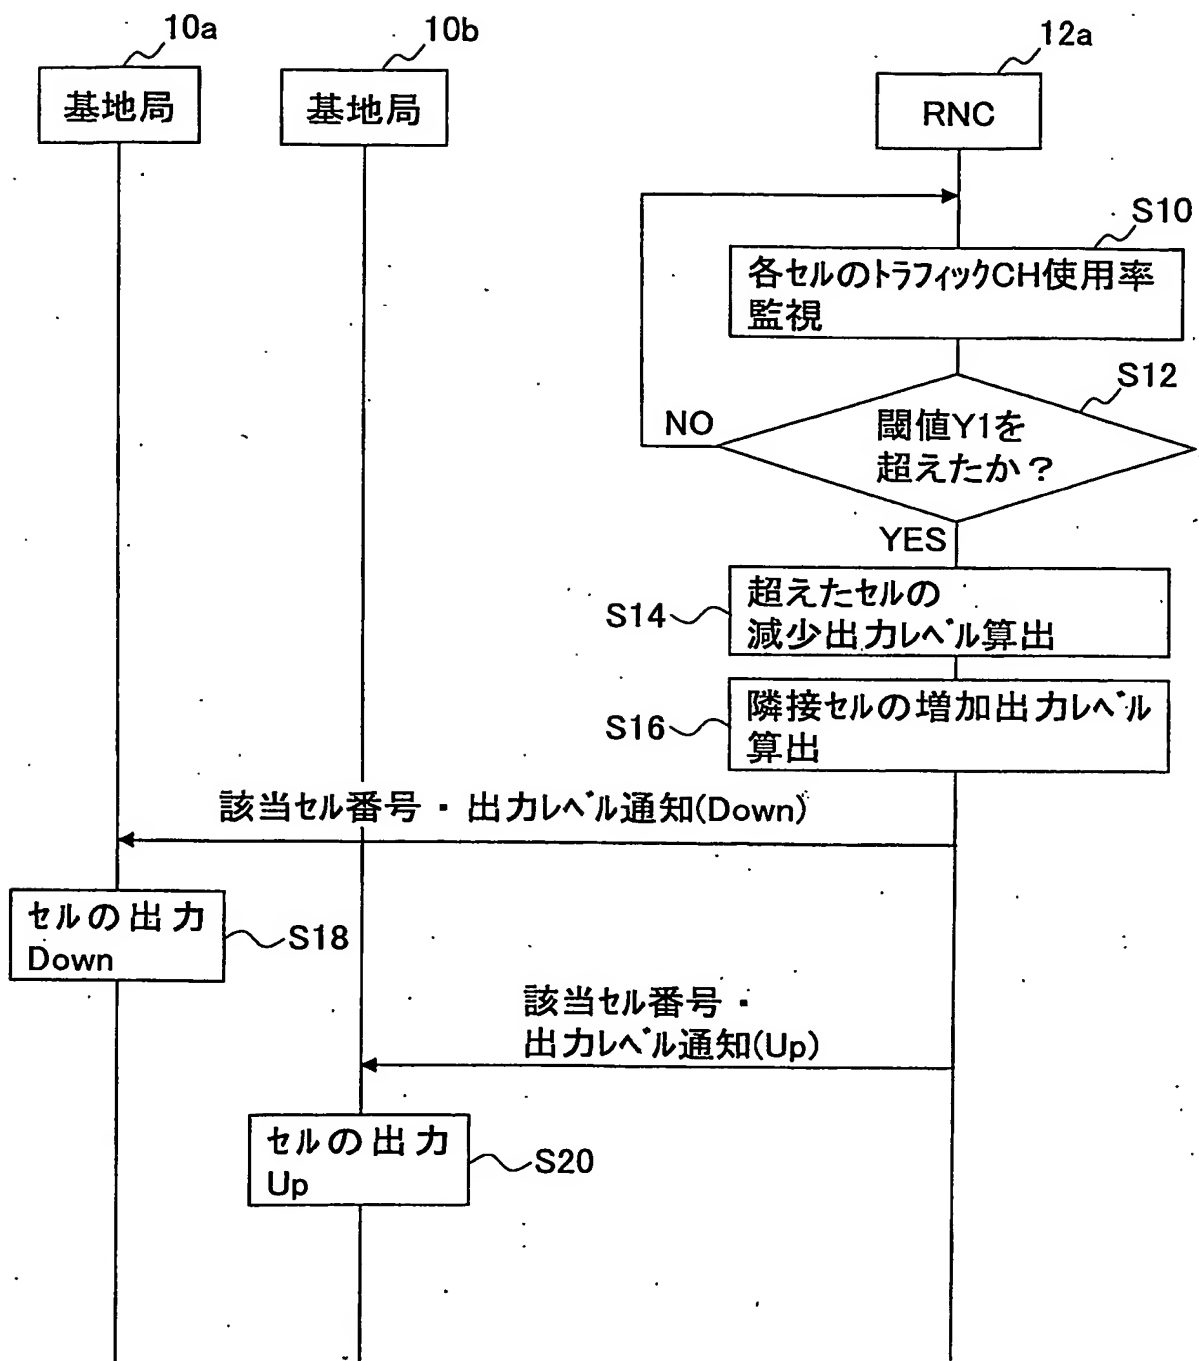 10a
10b
12a
基地局
基地局
RNC
S10
各セルのトラフィックCH使用率
監視
S12
NO
閾値Y1を
超えたか？
YES
S14
超えたセルの
減少出力レベル算出
S16
隣接セルの増加出力レベル
算出
該当セル番号・出力レベル通知(Down)
セルの出力
Down
S18
該当セル番号・
出力レベル通知(Up)
セルの出力
Up
S20